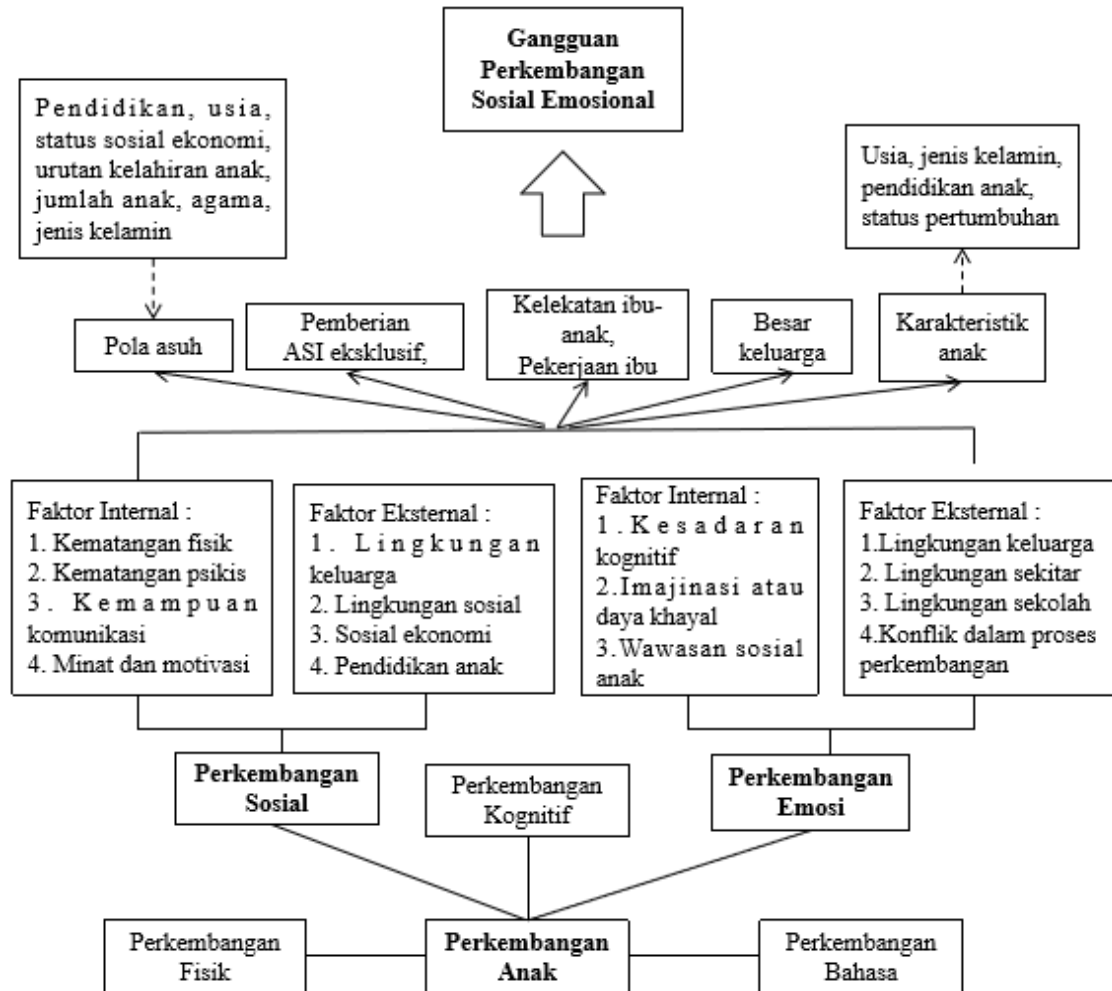 Gangguan
Perkembangan
Sosial Emosional
Pendidikan, usia,
status sosial ekonomi,
urutan kelahiran anak,
jumlah anak, agama,
jenis kelamin
Usia, jenis kelamin,
pendidikan anak,
status pertumbuhan
Pola asuh
Pemberian
ASI eksklusif,
Kelekatan ibu-
anak,
Pekerjaan ibu
Besar
keluarga
Karakteristik
anak
Faktor Internal :
1. Kematangan fisik
2. Kematangan psikis
3. Kemampuan
komunikasi
4. Minat dan motivasi
Faktor Eksternal :
1. Lingkungan
keluarga
2. Lingkungan sosial
3. Sosial ekonomi
4. Pendidikan anak
Faktor Internal :
1.Kesadaran
kognitif
2.Imajinasi atau
daya khayal
3.Wawasan sosial
anak
Faktor Eksternal :
1.Lingkungan keluarga
2. Lingkungan sekitar
3. Lingkungan sekolah
4.Konflik dalam proses
perkembangan
Perkembangan
Sosial
Perkembangan
Kognitif
Perkembangan
Emosi
Perkembangan
Fisik
Perkembangan
Anak
Perkembangan
Bahasa